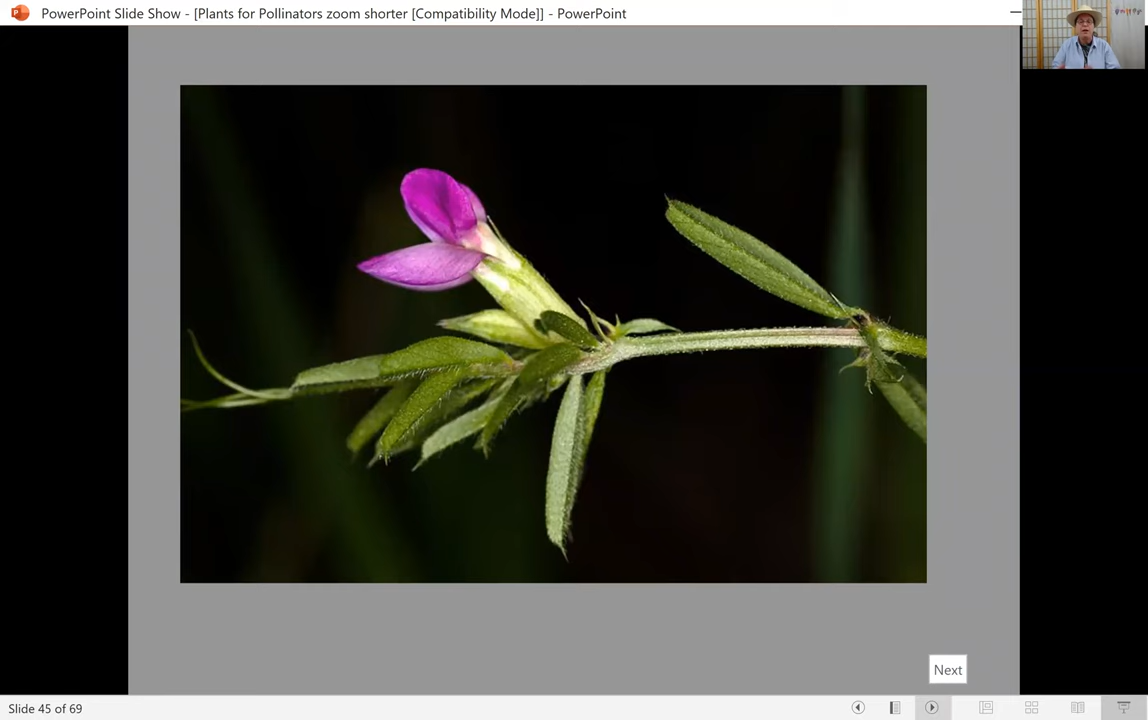 PowerPoint Slide Show - [Plants for Pollinators zoom shorter [Compatibility Mode]] - PowerPoint
Next
Slide 45 of 69